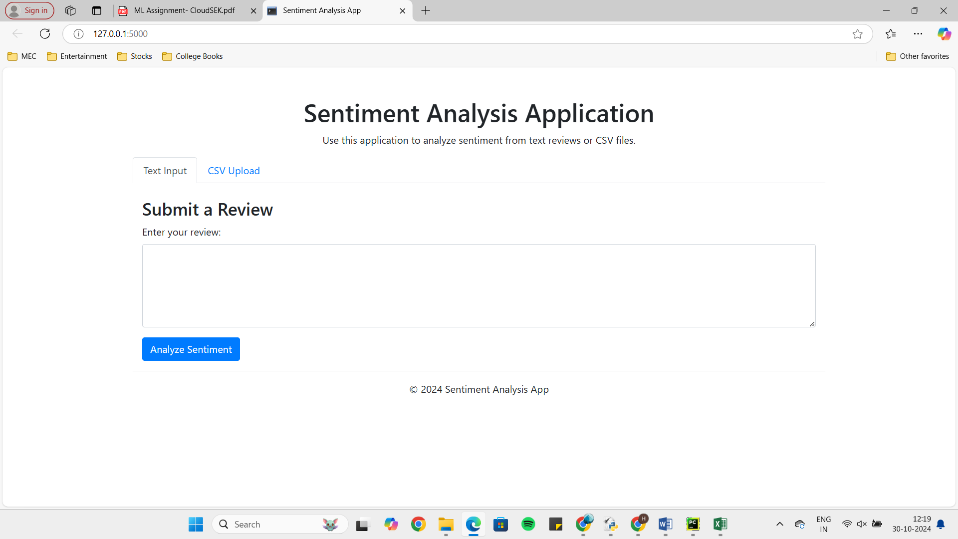 Sign in
ML Assignment- CloudSEK.pdf
Sentiment Analysis App
127.0.0.1:5000
MEC
Entertainment
Stocks
College Books
Other favorites
Sentiment Analysis Application
Use this application to analyze sentiment from text reviews or CSV files.
Text Input
CSV Upload
Submit a Review
Enter your review:
Analyze Sentiment
© 2024 Sentiment Analysis App
Search
ENG
IN
12:19
30-10-2024